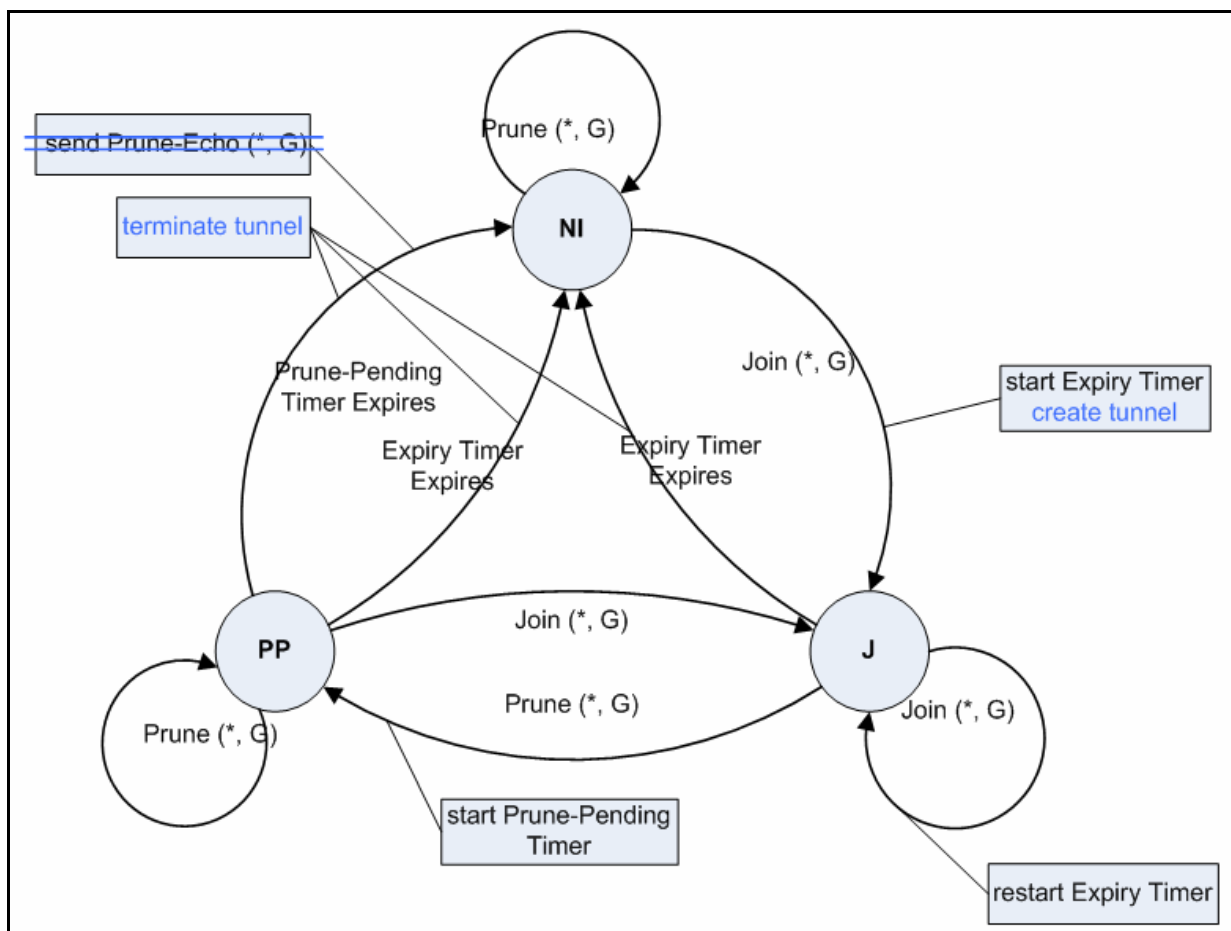 Prune (*, G)
send Prune-Echo (*, G)
terminate tunnel
NI
Prune-Pending
Timer Expires
Expiry Timer
Expires
Expiry Timer
Expires
Join (*, G)
start Expiry Timer
create tunnel
PP
Join (*, G)
J
Prune (*, G)
Prune (*, G)
Join (*, G)
start Prune-Pending
Timer
restart Expiry Timer